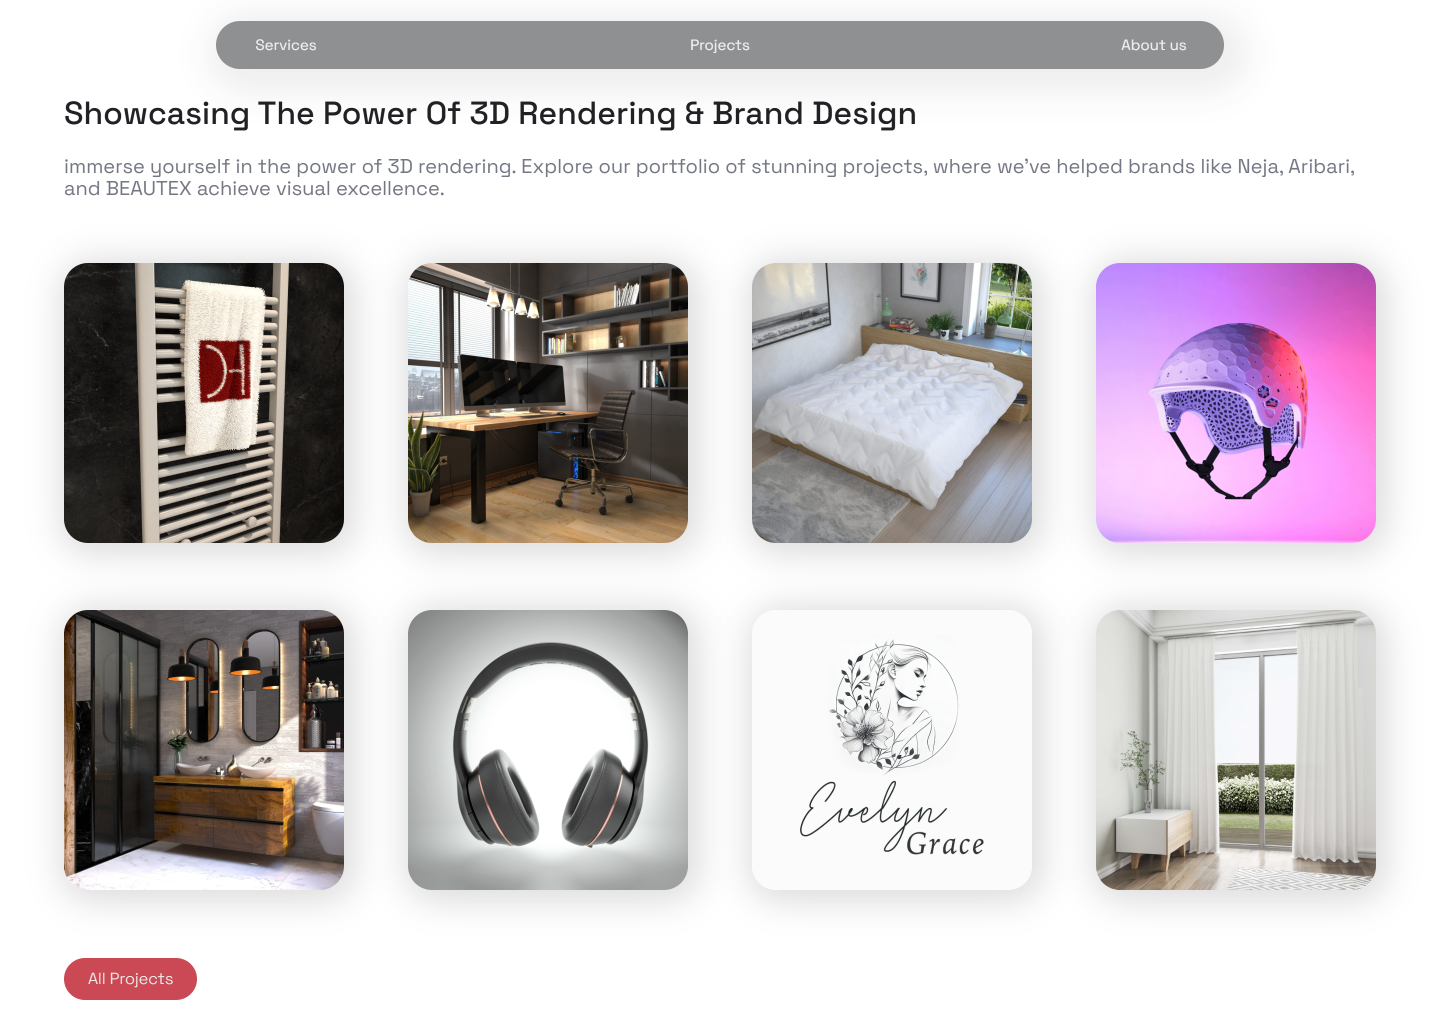 Services
Projects
About us
Showcasing The Power Of 3D Rendering & Brand Design
immerse yourself in the power of 3D rendering. Explore our portfolio of stunning projects, where we've helped brands like Neja, Aribari,
and BEAUTEX achieve visual excellence.
Evelyn
Grace
All Projects